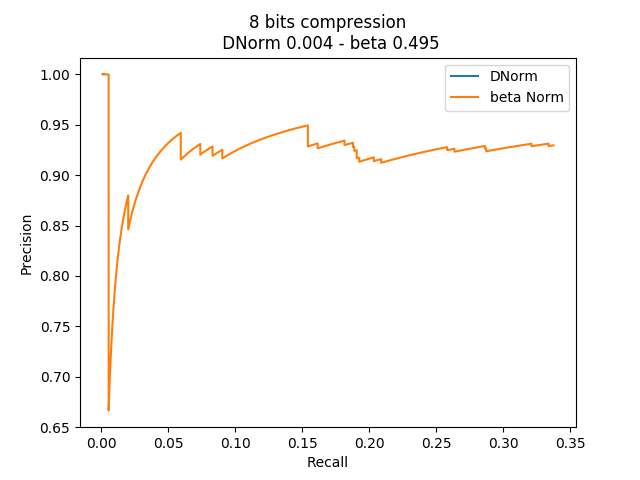 8 bits compression
DNorm 0.004 - beta 0.495
DNorm
beta Norm
1.00
0.95
0.90
0.85
0.80
0.75
0.70
0.65
Precision
0.00 0.05 0.10 0.15 0.20 0.25 0.30 0.35
Recall